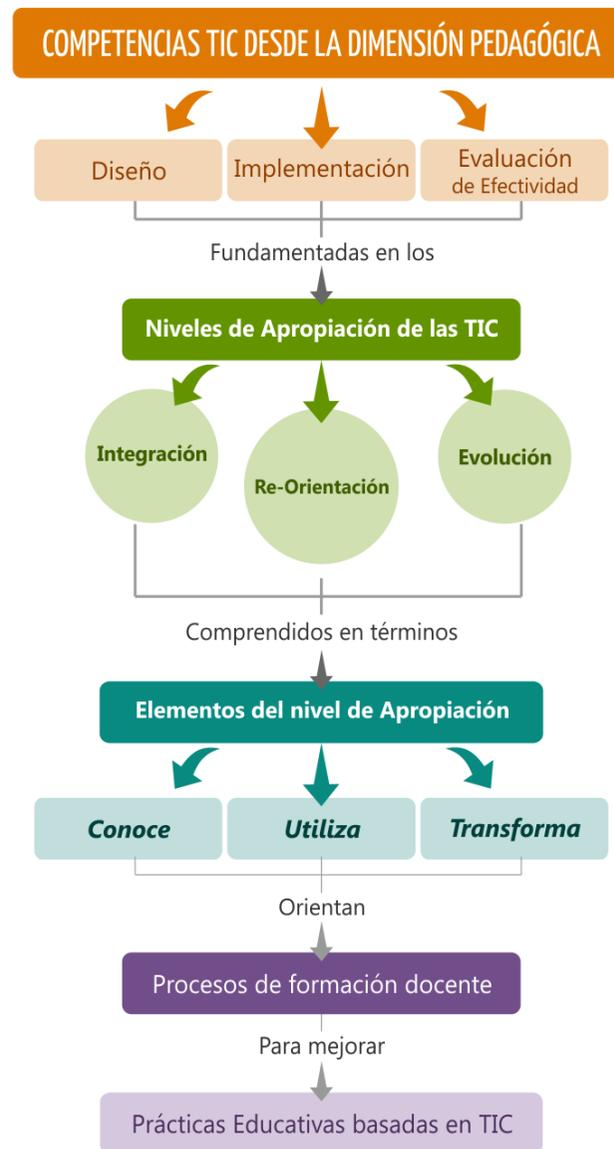 COMPETENCIAS TIC DESDE LA DIMENSIÓN PEDAGÓGICA
Diseño
Implementación
Evaluación
de Efectividad
Fundamentadas en los
Niveles de Apropiación de las TIC
Integración
Re-Orientación
Evolución
Comprendidos en términos
Elementos del nivel de Apropiación
Conoce
Utiliza
Transforma
Orientan
Procesos de formación docente
Para mejorar
Prácticas Educativas basadas en TIC